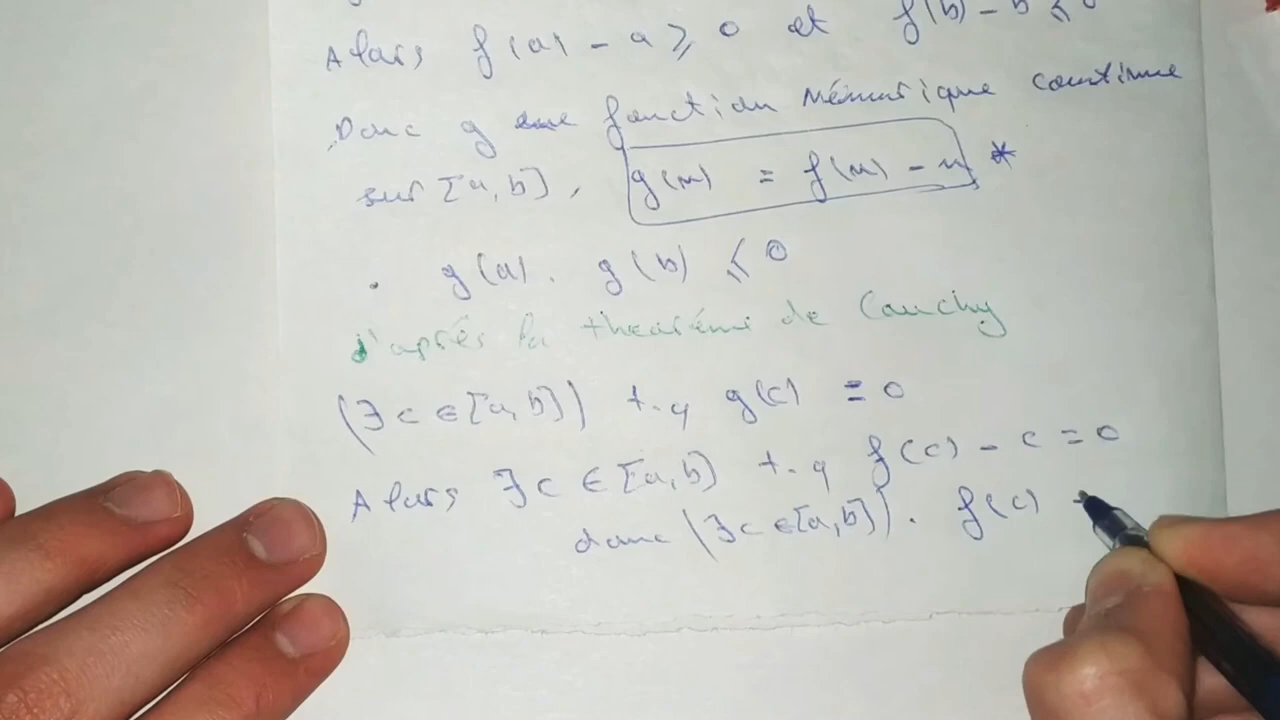 Alors f(a) - a ⩾ 0 et f(b) - b ⩽ 0
Donc g une fonction Numérique continue
sur [a, b], g(x) = f(x) - x *
. g(a) . g(b) ⩽ 0
d'après la théorème de Cauchy
(∃ c ∈ [a, b]) t.q g(c) = 0
Alors ∃ c ∈ [a, b] t.q f(c) - c = 0
donc (∃ c ∈ [a, b]). f(c)